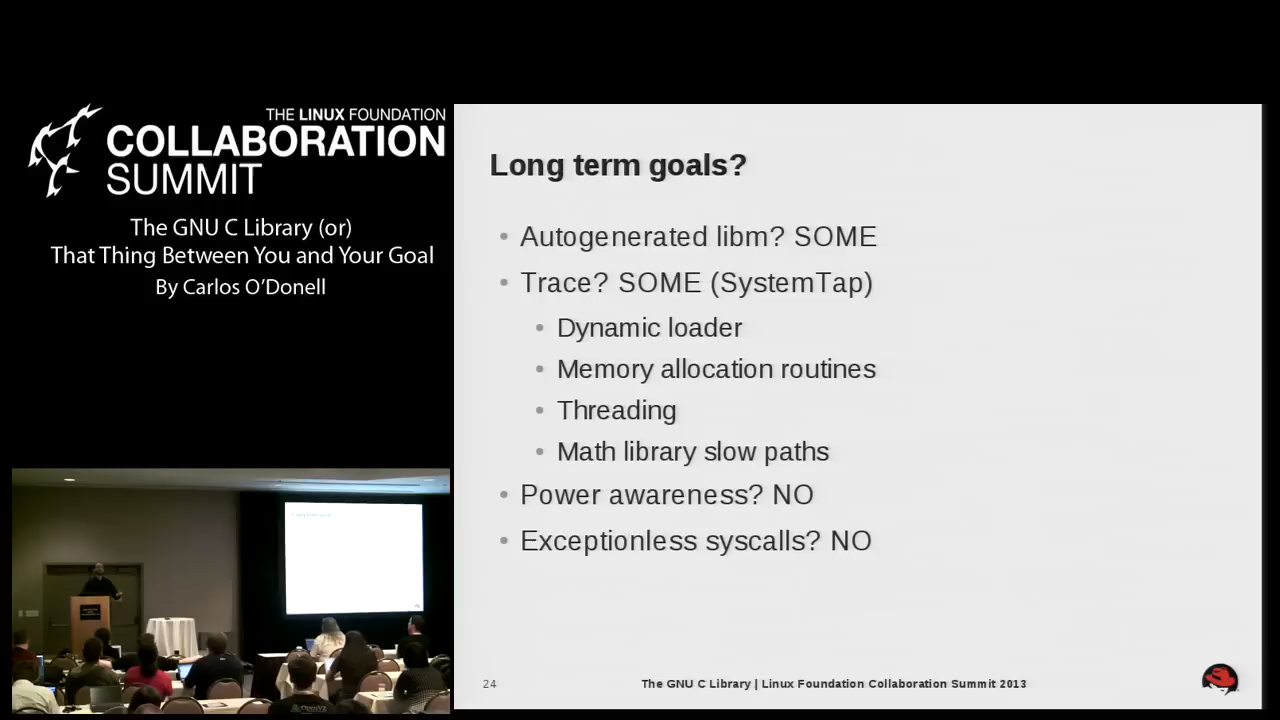 THE LINUX FOUNDATION
COLLABORATION
SUMMIT
The GNU C Library (or)
That Thing Between You and Your Goal
By Carlos O'Donell
Long term goals?
• Autogenerated libm? SOME
• Trace? SOME (SystemTap)
• Dynamic loader
• Memory allocation routines
• Threading
• Math library slow paths
• Power awareness? NO
• Exceptionless syscalls? NO
24
The GNU C Library | Linux Foundation Collaboration Summit 2013